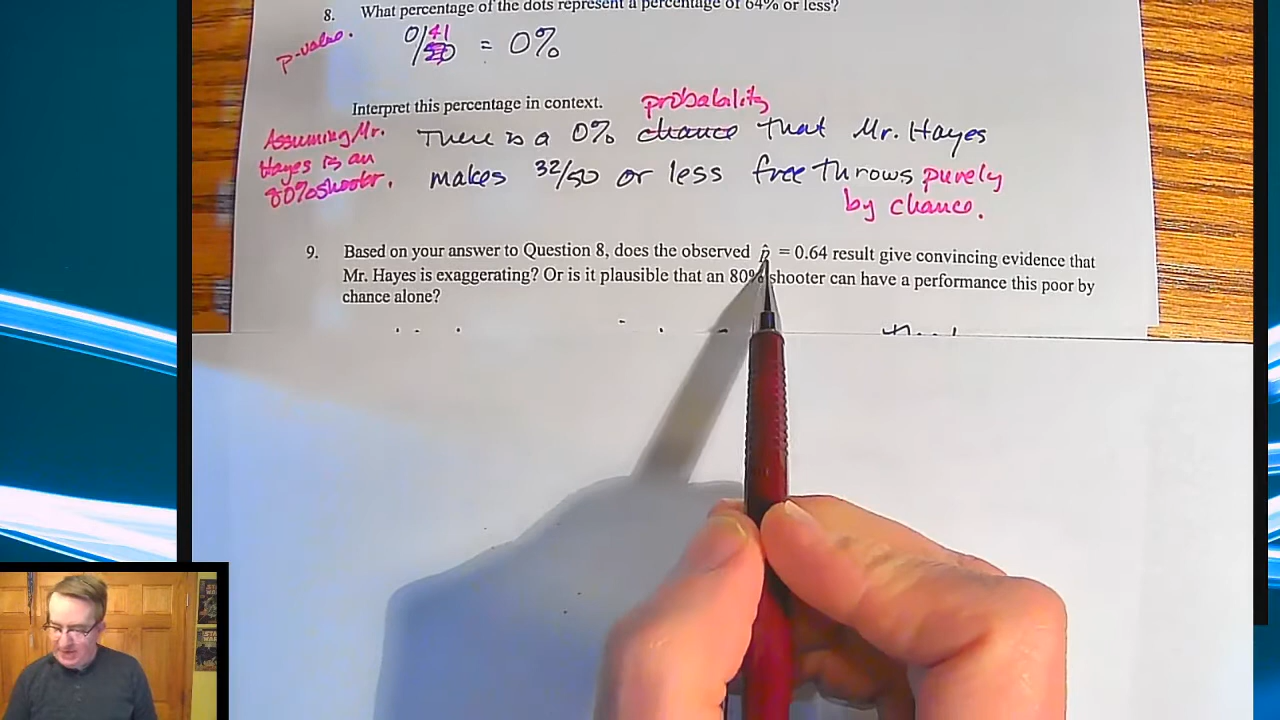 8. What percentage of the dots represent a percentage of 64% or less?
p-value. 0/41 = 0%
Interpret this percentage in context. probability
Assuming Mr. There is a 0% chance that Mr. Hayes
Hayes is an makes 32/50 or less free throws purely
80% shooter. by chance.
9. Based on your answer to Question 8, does the observed p̂ = 0.64 result give convincing evidence that
Mr. Hayes is exaggerating? Or is it plausible that an 80% shooter can have a performance this poor by
chance alone?